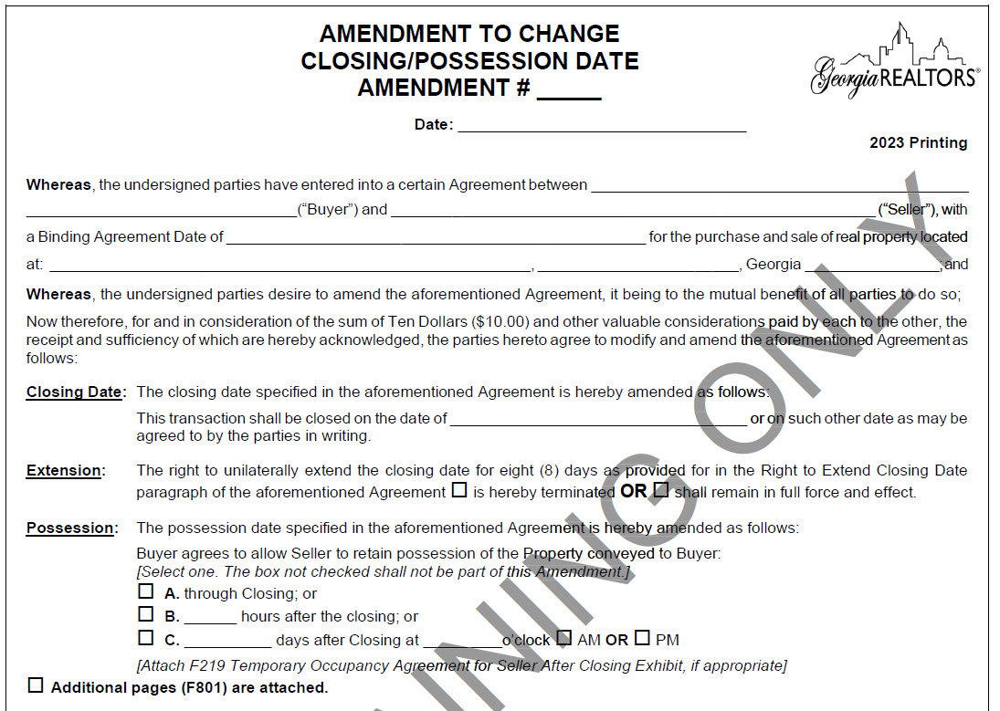 AMENDMENT TO CHANGE
CLOSING/POSSESSION DATE
AMENDMENT # _____
Georgia REALTORS®
Date: ___________________________________
2023 Printing
Whereas, the undersigned parties have entered into a certain Agreement between ______________________________________________
_________________________________("Buyer") and ___________________________________________________________ ("Seller"), with
a Binding Agreement Date of ___________________________________________________ for the purchase and sale of real property located
at: ___________________________________________________________, ________________________, Georgia ________________; and
Whereas, the undersigned parties desire to amend the aforementioned Agreement, it being to the mutual benefit of all parties to do so;
Now therefore, for and in consideration of the sum of Ten Dollars ($10.00) and other valuable considerations paid by each to the other, the
receipt and sufficiency of which are hereby acknowledged, the parties hereto agree to modify and amend the aforementioned Agreement as
follows:
Closing Date: The closing date specified in the aforementioned Agreement is hereby amended as follows:
This transaction shall be closed on the date of ____________________________________ or on such other date as may be
agreed to by the parties in writing.
Extension: The right to unilaterally extend the closing date for eight (8) days as provided for in the Right to Extend Closing Date
paragraph of the aforementioned Agreement ☐ is hereby terminated OR ☐ shall remain in full force and effect.
Possession: The possession date specified in the aforementioned Agreement is hereby amended as follows:
Buyer agrees to allow Seller to retain possession of the Property conveyed to Buyer:
[Select one. The box not checked shall not be part of this Amendment.]
☐ A. through Closing; or
☐ B. ______ hours after the closing; or
☐ C. __________ days after Closing at _________o'clock ☐ AM OR ☐ PM
[Attach F219 Temporary Occupancy Agreement for Seller After Closing Exhibit, if appropriate]
☐ Additional pages (F801) are attached.
NING ONLY